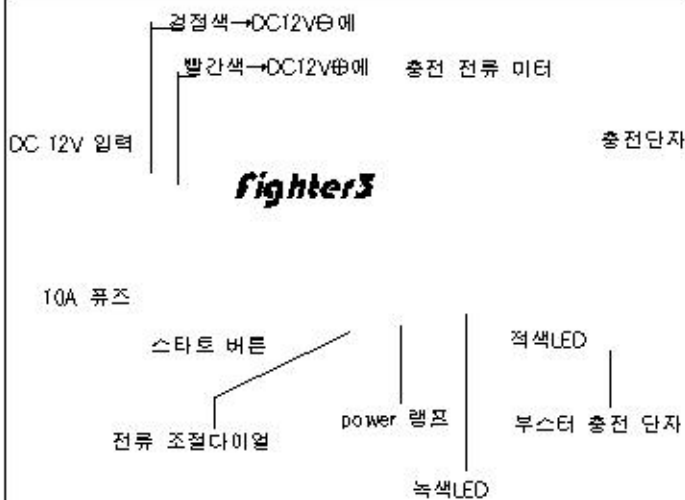 검점색→DC12V⊖에
빨간색→DC12V⊕에
충전 전류 미터
DC 12V 입력
충전단자
fighter3
10A 퓨즈
스타토 버튼
적색LED
power 램프
부스터 충전 단자
전류 조절다이얼
녹색LED